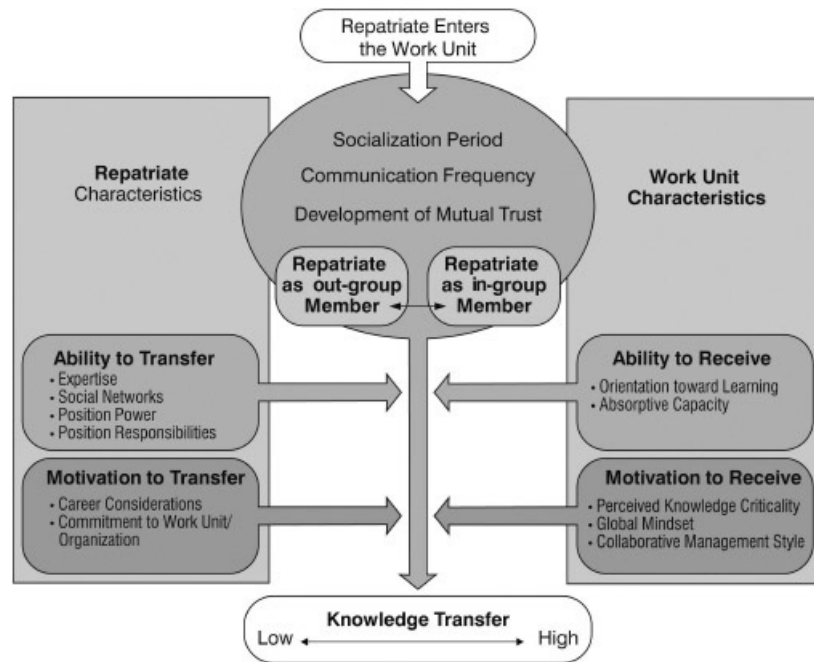 Repatriate Enters
the Work Unit
Socialization Period
Communication Frequency
Development of Mutual Trust
Repatriate
Characteristics
Work Unit
Characteristics
Repatriate
as out-group
Member
Repatriate
as in-group
Member
Ability to Transfer
• Expertise
• Social Networks
• Position Power
• Position Responsibilities
Ability to Receive
• Orientation toward Learning
• Absorptive Capacity
Motivation to Transfer
• Career Considerations
• Commitment to Work Unit/
Organization
Motivation to Receive
• Perceived Knowledge Criticality
• Global Mindset
• Collaborative Management Style
Knowledge Transfer
Low High